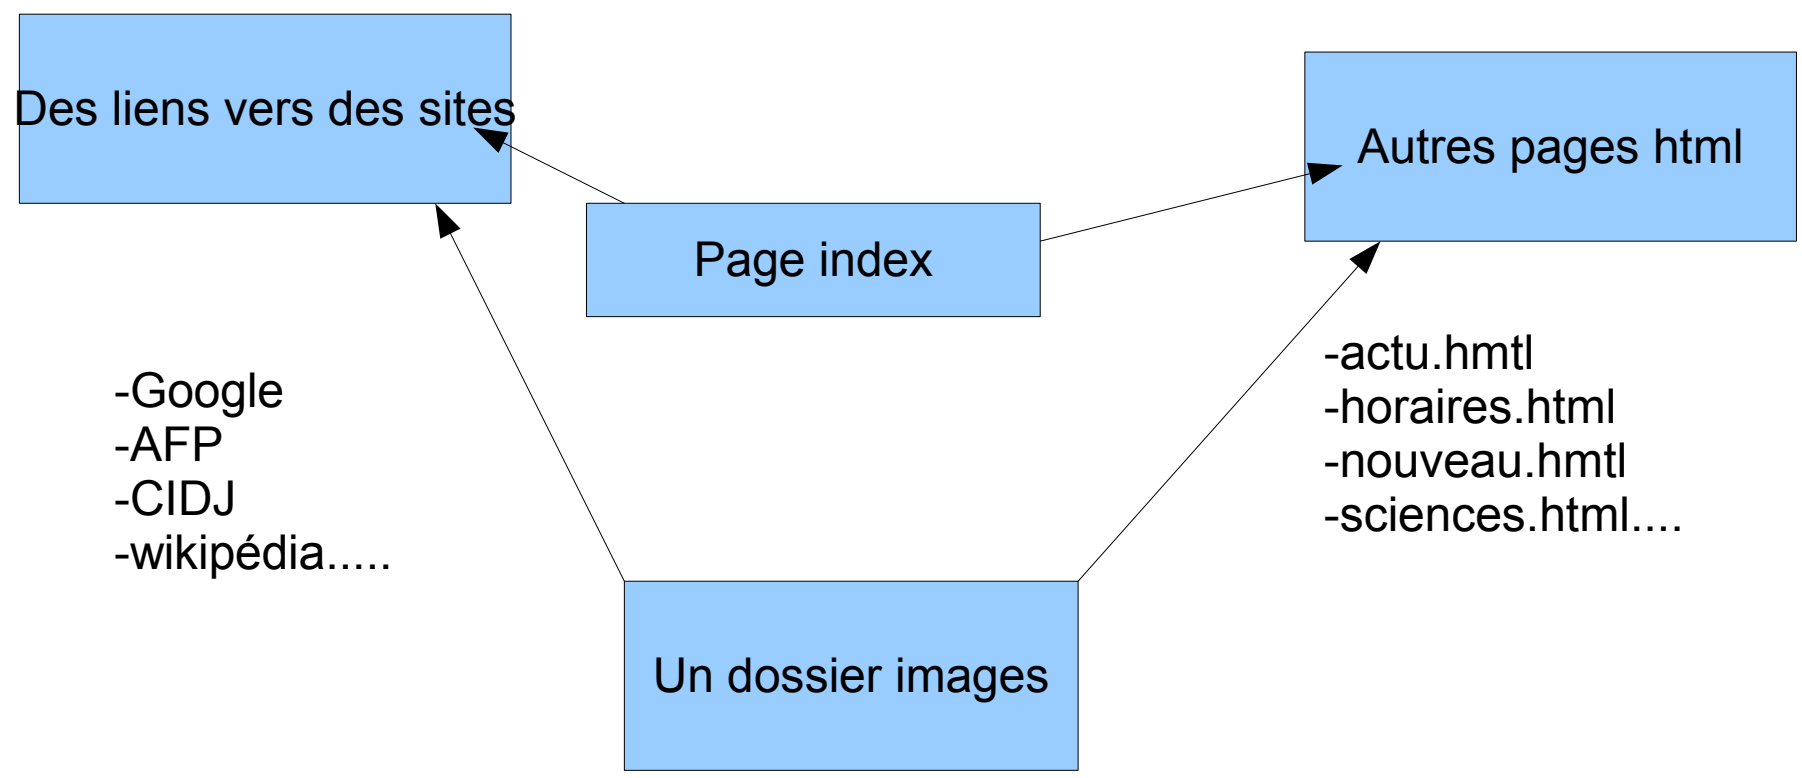 Des liens vers des sites
Autres pages html
Page index
-Google
-AFP
-CIDJ
-wikipédia.....
-actu.hmtl
-horaires.html
-nouveau.hmtl
-sciences.html....
Un dossier images